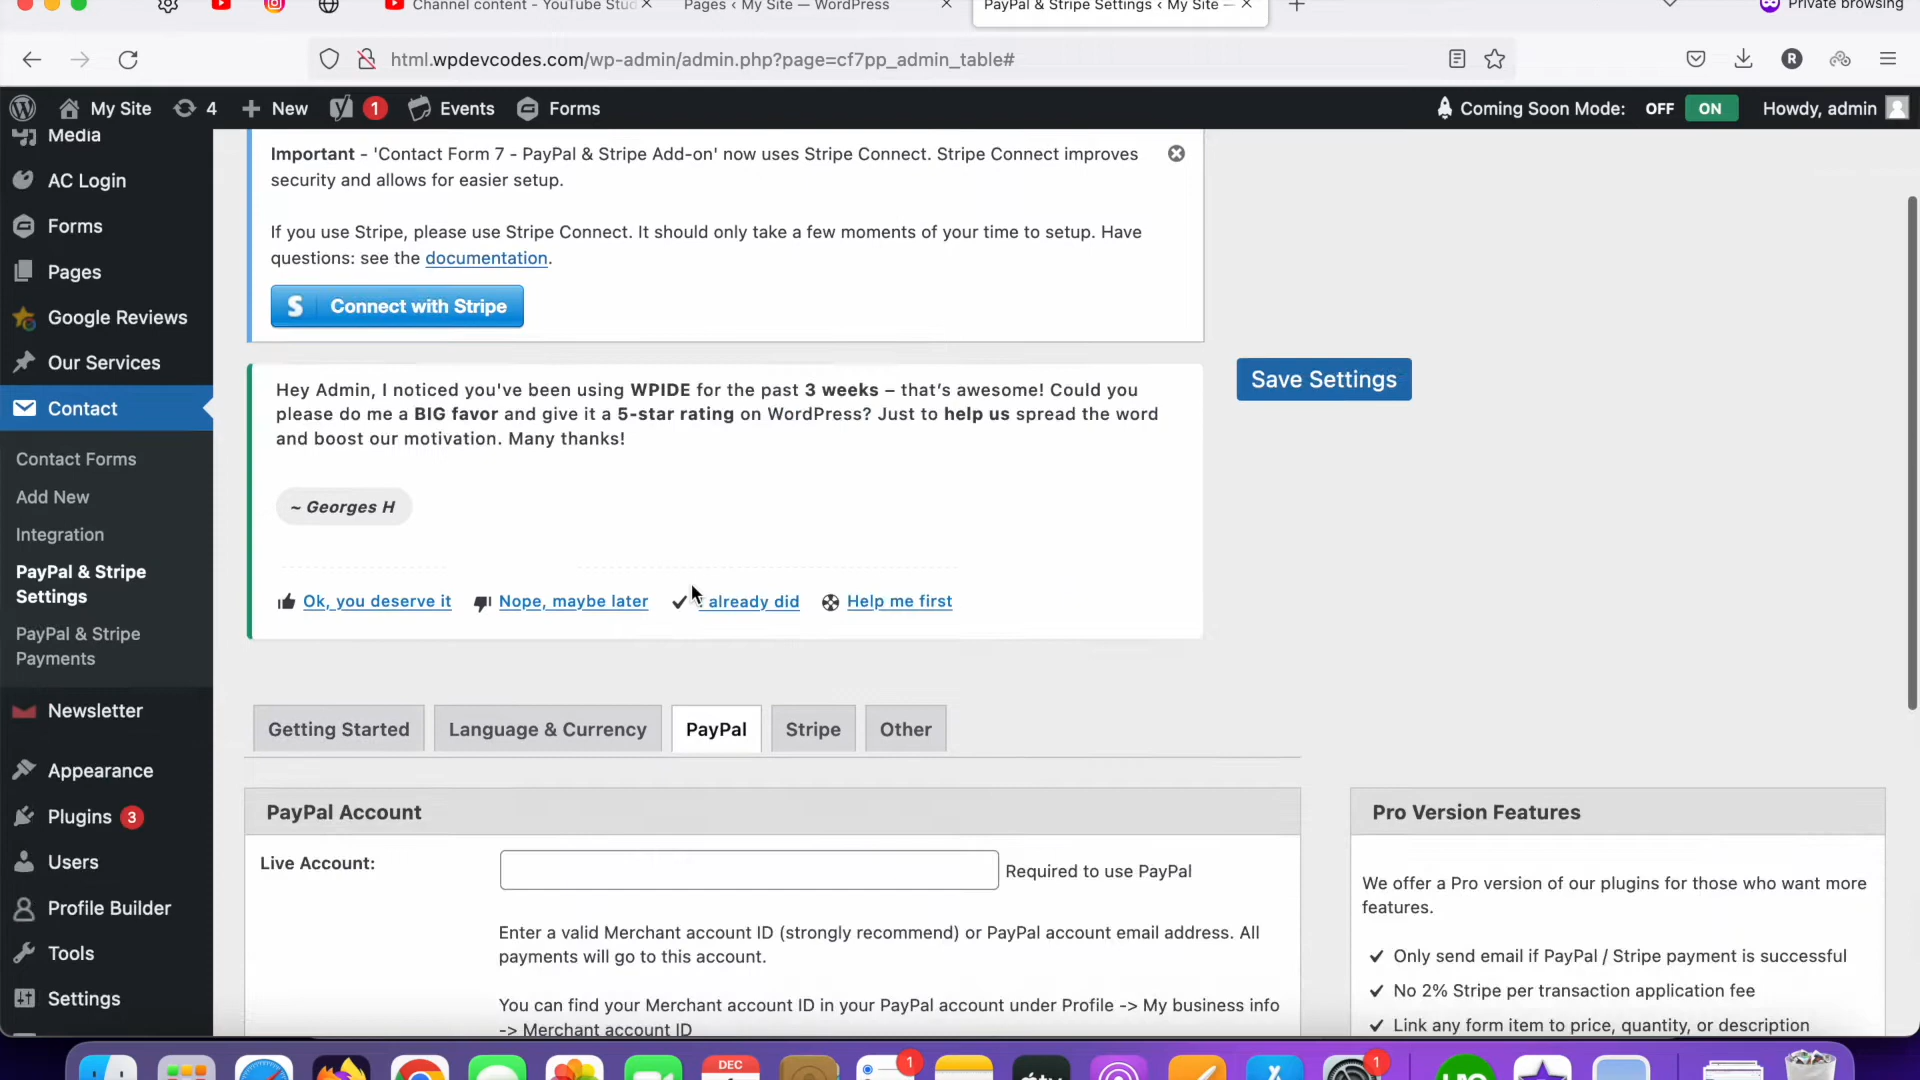 Channel content - YouTube Stud
Pages < My Site — WordPress
PayPal & Stripe Settings < My Site —
Private browsing
html.wpdevcodes.com/wp-admin/admin.php?page=cf7pp_admin_table#
R
My Site
4
New
1
Events
Forms
Coming Soon Mode: OFF ON
Howdy, admin
Media
AC Login
Forms
Pages
Google Reviews
Our Services
Contact
Contact Forms
Add New
Integration
PayPal & Stripe
Settings
PayPal & Stripe
Payments
Newsletter
Appearance
Plugins 3
Users
Profile Builder
Tools
Settings
Important - 'Contact Form 7 - PayPal & Stripe Add-on' now uses Stripe Connect. Stripe Connect improves
security and allows for easier setup.
If you use Stripe, please use Stripe Connect. It should only take a few moments of your time to setup. Have
questions: see the documentation.
S Connect with Stripe
Save Settings
Hey Admin, I noticed you've been using WPIDE for the past 3 weeks – that's awesome! Could you
please do me a BIG favor and give it a 5-star rating on WordPress? Just to help us spread the word
and boost our motivation. Many thanks!
~ Georges H
Ok, you deserve it
Nope, maybe later
already did
Help me first
Getting Started
Language & Currency
PayPal
Stripe
Other
PayPal Account
Live Account:
Required to use PayPal
Enter a valid Merchant account ID (strongly recommend) or PayPal account email address. All
payments will go to this account.
You can find your Merchant account ID in your PayPal account under Profile -> My business info
-> Merchant account ID
Pro Version Features
We offer a Pro version of our plugins for those who want more
features.
✓ Only send email if PayPal / Stripe payment is successful
✓ No 2% Stripe per transaction application fee
✓ Link any form item to price, quantity, or description
DEC
1
1